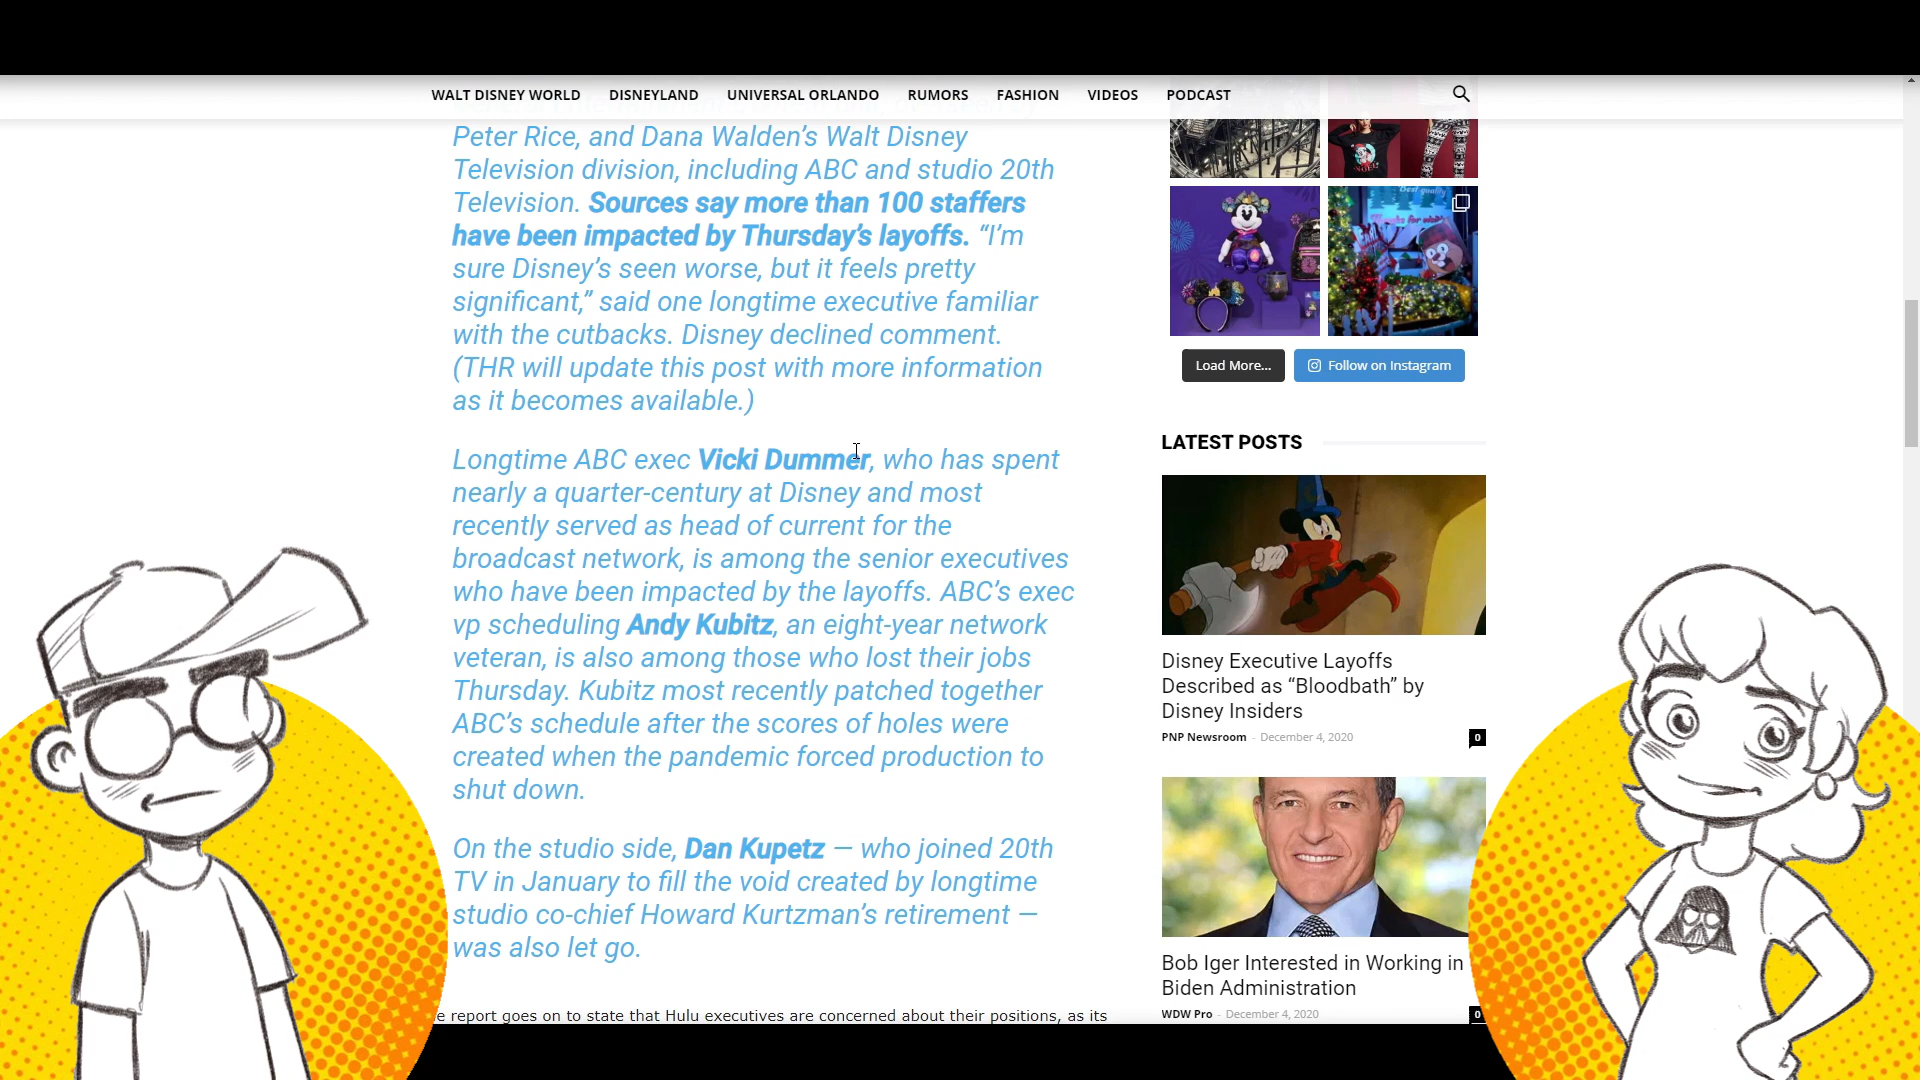 WALT DISNEY WORLD DISNEYLAND UNIVERSAL ORLANDO RUMORS FASHION VIDEOS PODCAST
Peter Rice, and Dana Walden’s Walt Disney
Television division, including ABC and studio 20th
Television. Sources say more than 100 staffers
have been impacted by Thursday’s layoffs. “I’m
sure Disney’s seen worse, but it feels pretty
significant,” said one longtime executive familiar
with the cutbacks. Disney declined comment.
(THR will update this post with more information
as it becomes available.)
Longtime ABC exec Vicki Dummer, who has spent
nearly a quarter-century at Disney and most
recently served as head of current for the
broadcast network, is among the senior executives
who have been impacted by the layoffs. ABC’s exec
vp scheduling Andy Kubitz, an eight-year network
veteran, is also among those who lost their jobs
Thursday. Kubitz most recently patched together
ABC’s schedule after the scores of holes were
created when the pandemic forced production to
shut down.
On the studio side, Dan Kupetz — who joined 20th
TV in January to fill the void created by longtime
studio co-chief Howard Kurtzman’s retirement —
was also let go.
e report goes on to state that Hulu executives are concerned about their positions, as its
NOEL
Best quality
Thanks for visiting
Load More...
Follow on Instagram
LATEST POSTS
Disney Executive Layoffs
Described as “Bloodbath” by
Disney Insiders
PNP Newsroom - December 4, 2020
0
Bob Iger Interested in Working in
Biden Administration
WDW Pro - December 4, 2020
0